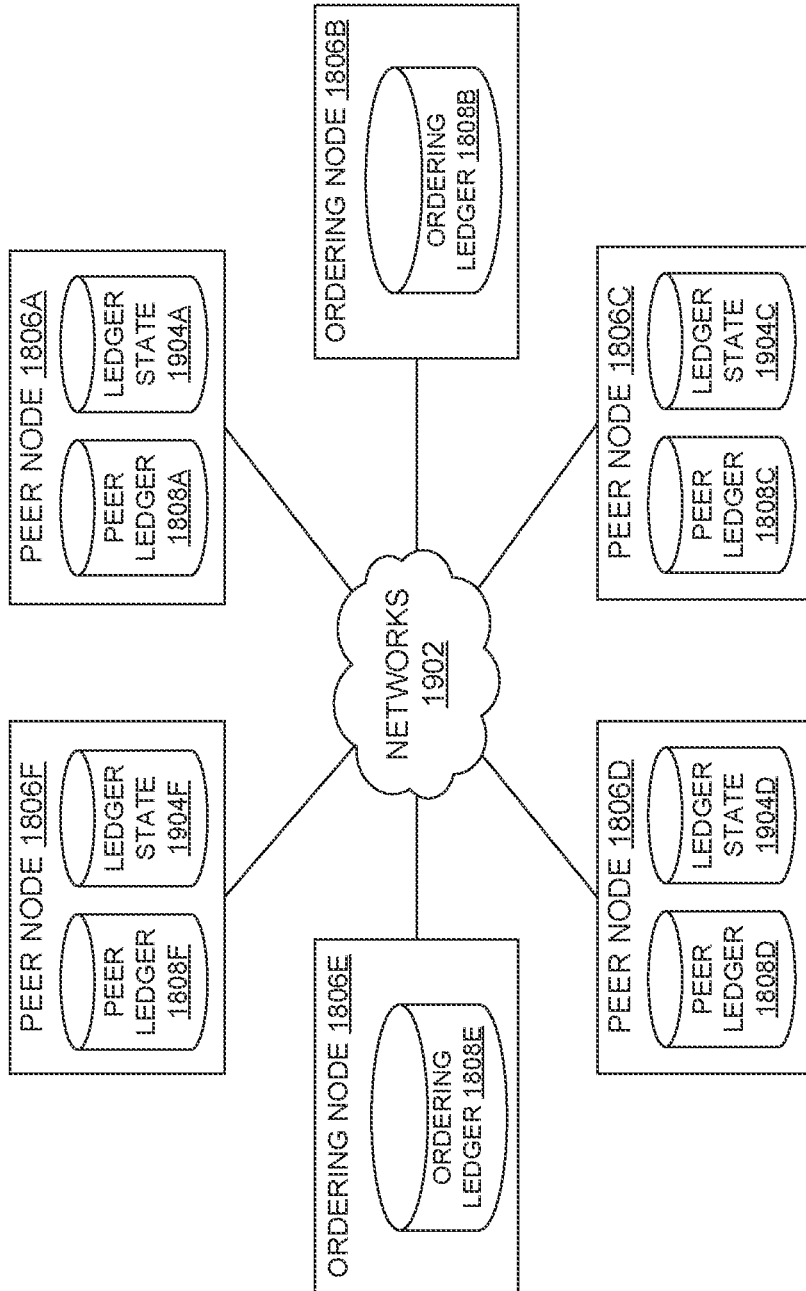 PEER NODE 1806F
PEER
LEDGER
1808F
LEDGER
STATE
1904F
PEER NODE 1806A
PEER
LEDGER
1808A
LEDGER
STATE
1904A
ORDERING NODE 1806E
ORDERING
LEDGER 1808E
NETWORKS
1902
ORDERING NODE 1806B
ORDERING
LEDGER 1808B
PEER NODE 1806D
PEER
LEDGER
1808D
LEDGER
STATE
1904D
PEER NODE 1806C
PEER
LEDGER
1808C
LEDGER
STATE
1904C